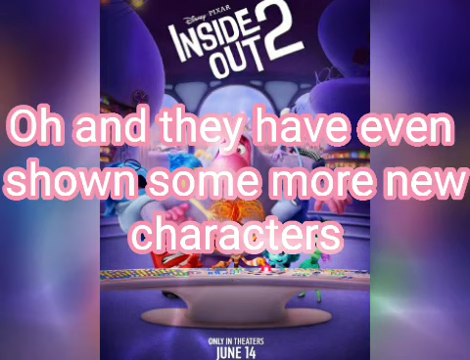 Disney PIXAR
INSIDE
OUT 2
Oh and they have even
shown some more new
characters
ONLY IN THEATERS
JUNE 14